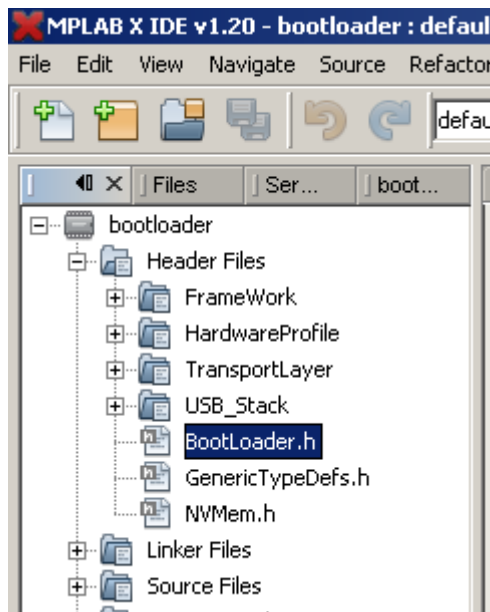 MPLAB X IDE v1.20 - bootloader : defaul
File Edit View Navigate Source Refactor
defau
Files Ser... boot...
bootloader
Header Files
FrameWork
HardwareProfile
TransportLayer
USB_Stack
BootLoader.h
GenericTypeDefs.h
NVMem.h
Linker Files
Source Files